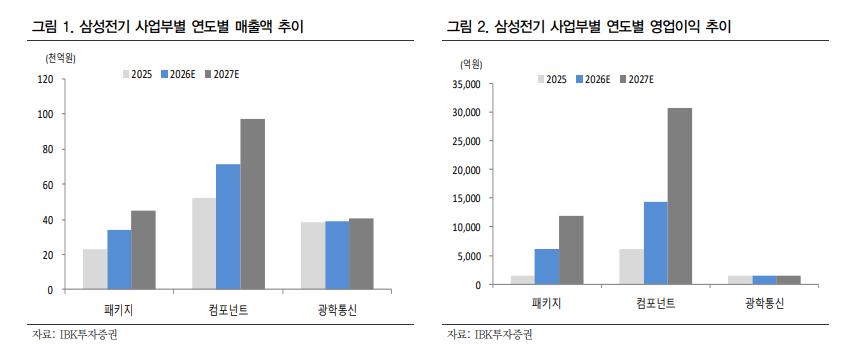 그림 1. 삼성전기 사업부별 연도별 매출액 추이
(천억원)
2025 2026E 2027E
120
100
80
60
40
20
0
패키지 컴포넌트 광학통신
자료: IBK투자증권
그림 2. 삼성전기 사업부별 연도별 영업이익 추이
(억원)
2025 2026E 2027E
35,000
30,000
25,000
20,000
15,000
10,000
5,000
0
패키지 컴포넌트 광학통신
자료: IBK투자증권